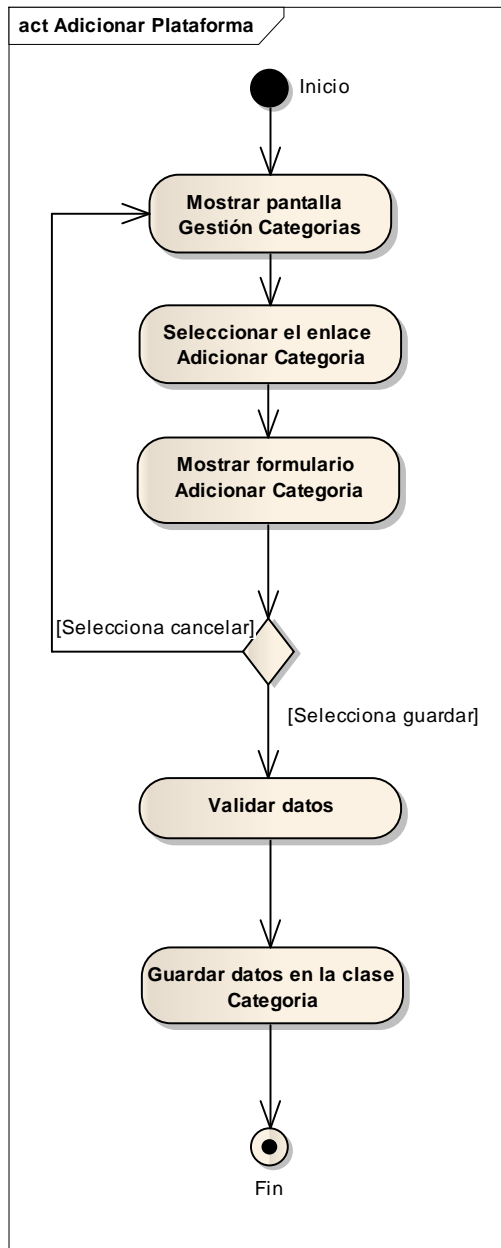 act Adicionar Plataforma
Inicio
Mostrar pantalla
Gestión Categorias
Seleccionar el enlace
Adicionar Categoria
Mostrar formulario
Adicionar Categoria
[Selecciona cancelar]
[Selecciona guardar]
Validar datos
Guardar datos en la clase
Categoria
Fin